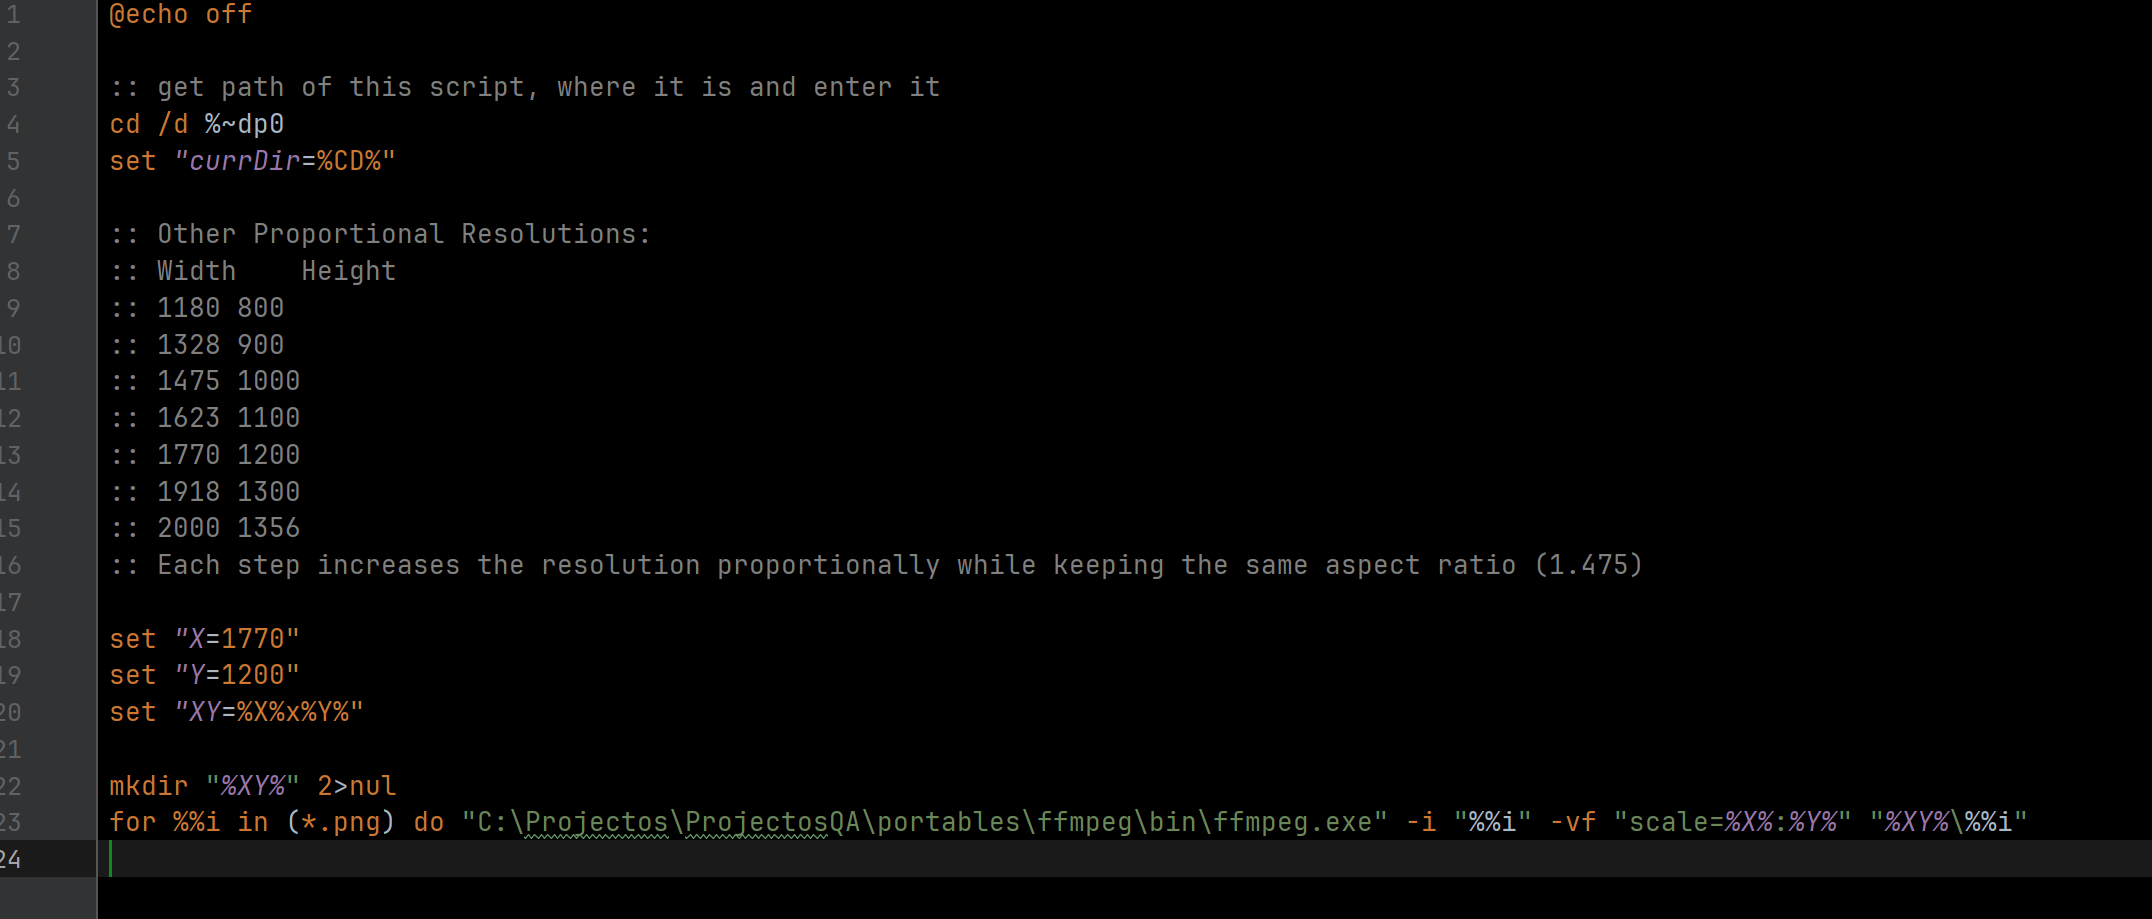 1 @echo off
2
3 :: get path of this script, where it is and enter it
4 cd /d %~dp0
5 set "currDir=%CD%"
6
7 :: Other Proportional Resolutions:
8 :: Width    Height
9 :: 1180 800
10 :: 1328 900
11 :: 1475 1000
12 :: 1623 1100
13 :: 1770 1200
14 :: 1918 1300
15 :: 2000 1356
16 :: Each step increases the resolution proportionally while keeping the same aspect ratio (1.475)
17
18 set "X=1770"
19 set "Y=1200"
20 set "XY=%X%x%Y%"
21
22 mkdir "%XY%" 2>nul
23 for %%i in (*.png) do "C:\Projectos\ProjectosQA\portables\ffmpeg\bin\ffmpeg.exe" -i "%%i" -vf "scale=%X%:%Y%" "%XY%\%%i"
24